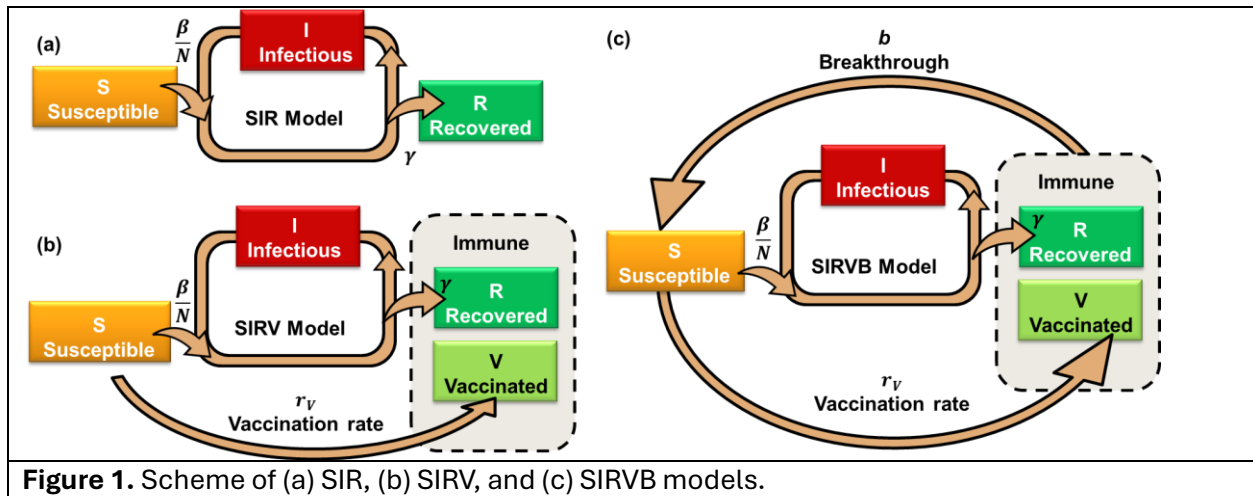 (a)
β/N
I
Infectious
S
Susceptible
SIR Model
R
Recovered
γ
(b)
β/N
I
Infectious
S
Susceptible
SIRV Model
Immune
γ
R
Recovered
V
Vaccinated
r_V
Vaccination rate
(c)
b
Breakthrough
I
Infectious
Immune
S
Susceptible
β/N
SIRVB Model
γ
R
Recovered
V
Vaccinated
r_V
Vaccination rate
Figure 1. Scheme of (a) SIR, (b) SIRV, and (c) SIRVB models.